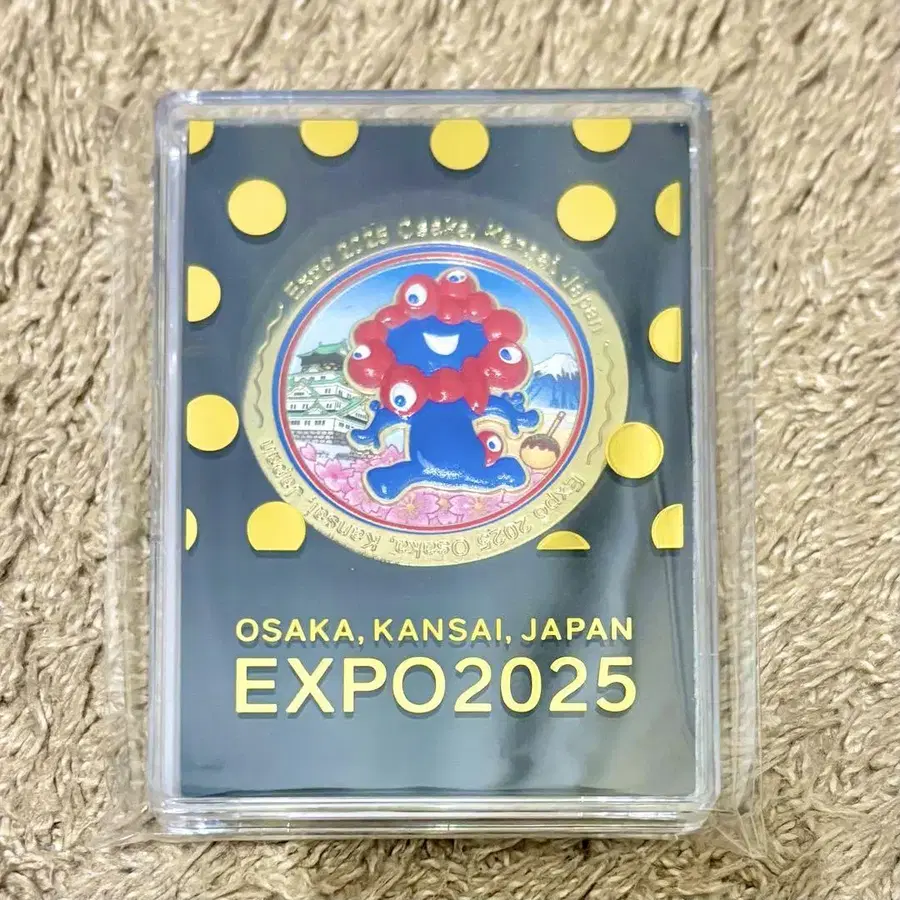 Expo 2025 Osaka, Kansai, Japan
Expo 2025 Osaka, Kansai, Japan
OSAKA, KANSAI, JAPAN
EXPO2025